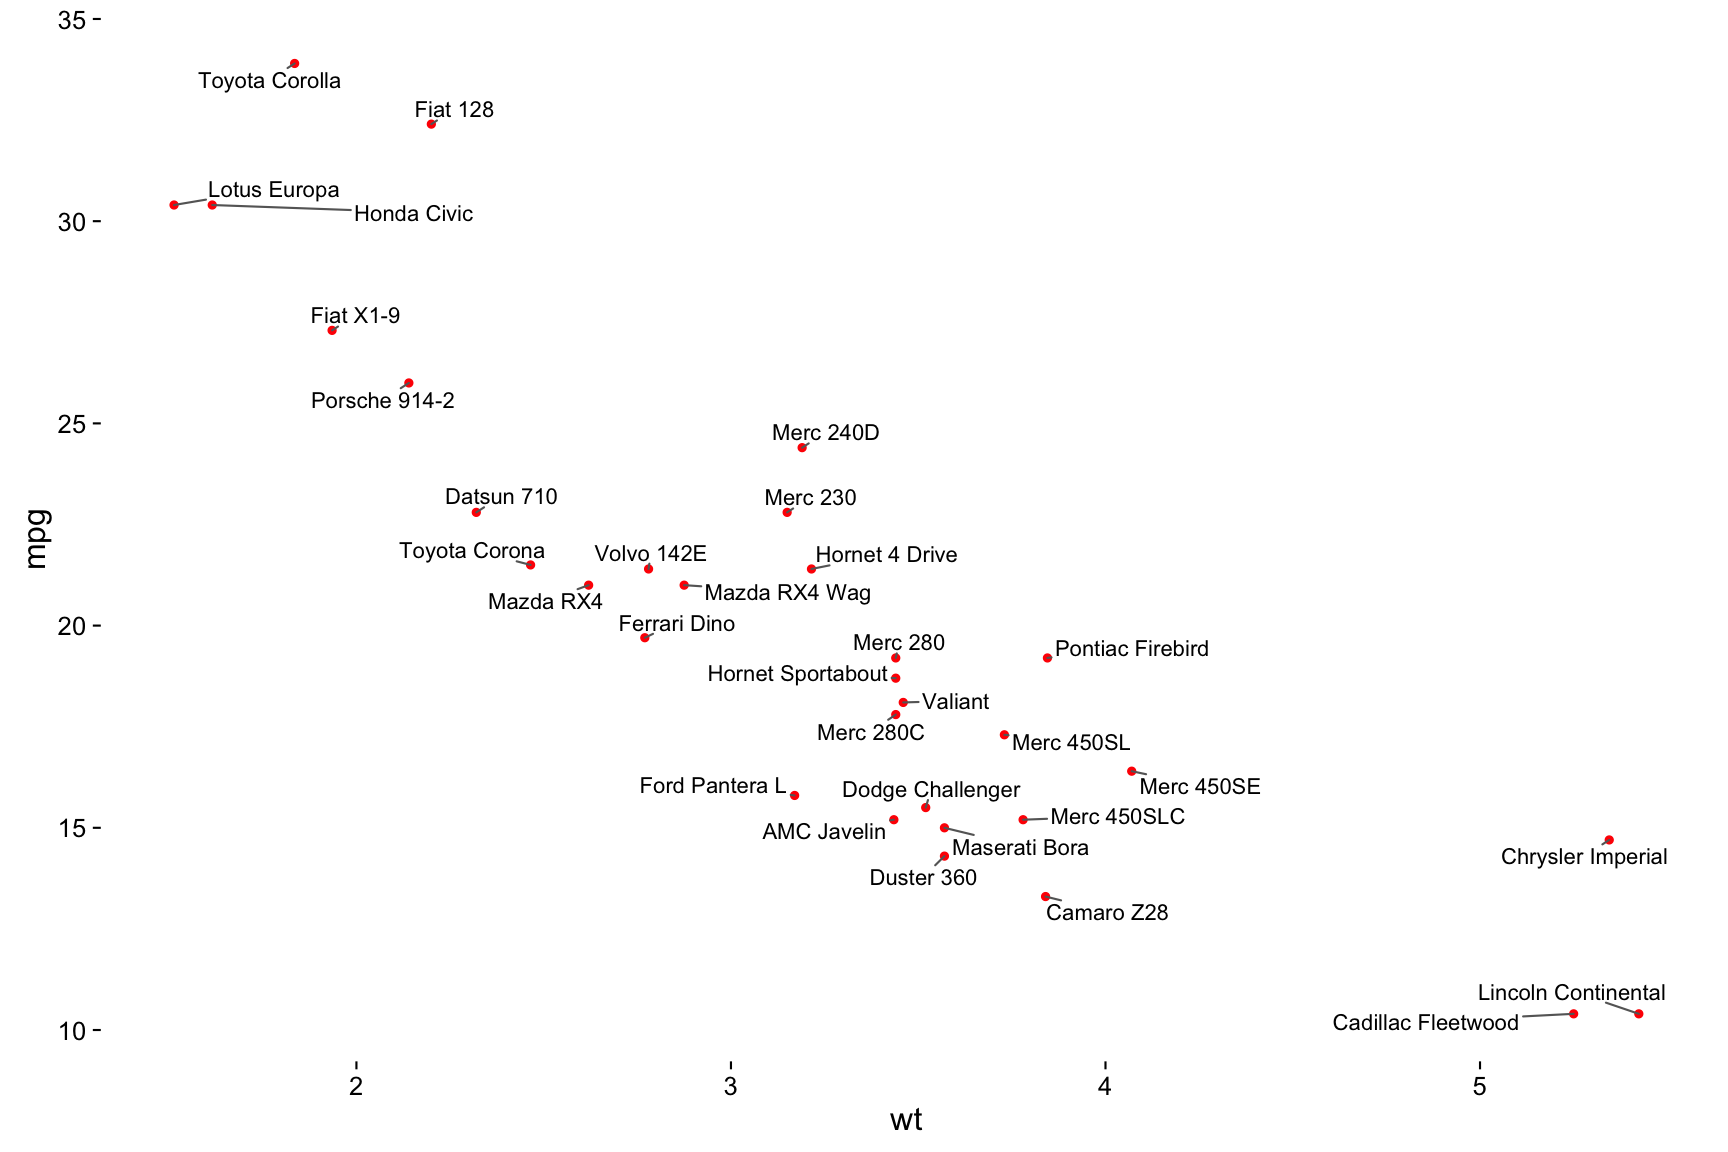 35
Toyota Corolla
Fiat 128
Lotus Europa
Honda Civic
30
Fiat X1-9
Porsche 914-2
25
Merc 240D
Datsun 710
Merc 230
mpg
Toyota Corona
Volvo 142E
Hornet 4 Drive
Mazda RX4
Mazda RX4 Wag
20
Ferrari Dino
Merc 280
Pontiac Firebird
Hornet Sportabout
Valiant
Merc 280C
Merc 450SL
Ford Pantera L
Dodge Challenger
Merc 450SE
15
AMC Javelin
Merc 450SLC
Maserati Bora
Chrysler Imperial
Duster 360
Camaro Z28
Lincoln Continental
10
Cadillac Fleetwood
2 3 4 5
wt